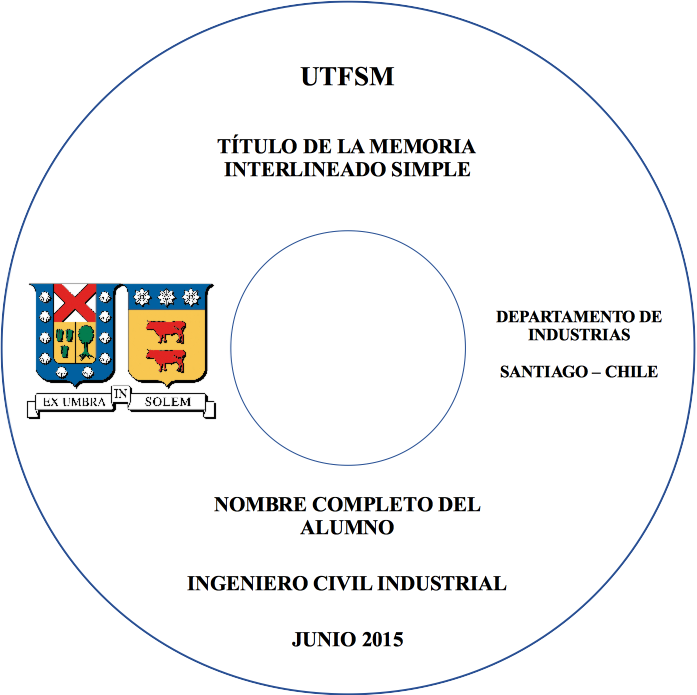 UTFSM
TÍTULO DE LA MEMORIA
INTERLINEADO SIMPLE
EX UMBRA IN SOLEM
DEPARTAMENTO DE
INDUSTRIAS
SANTIAGO – CHILE
NOMBRE COMPLETO DEL
ALUMNO
INGENIERO CIVIL INDUSTRIAL
JUNIO 2015